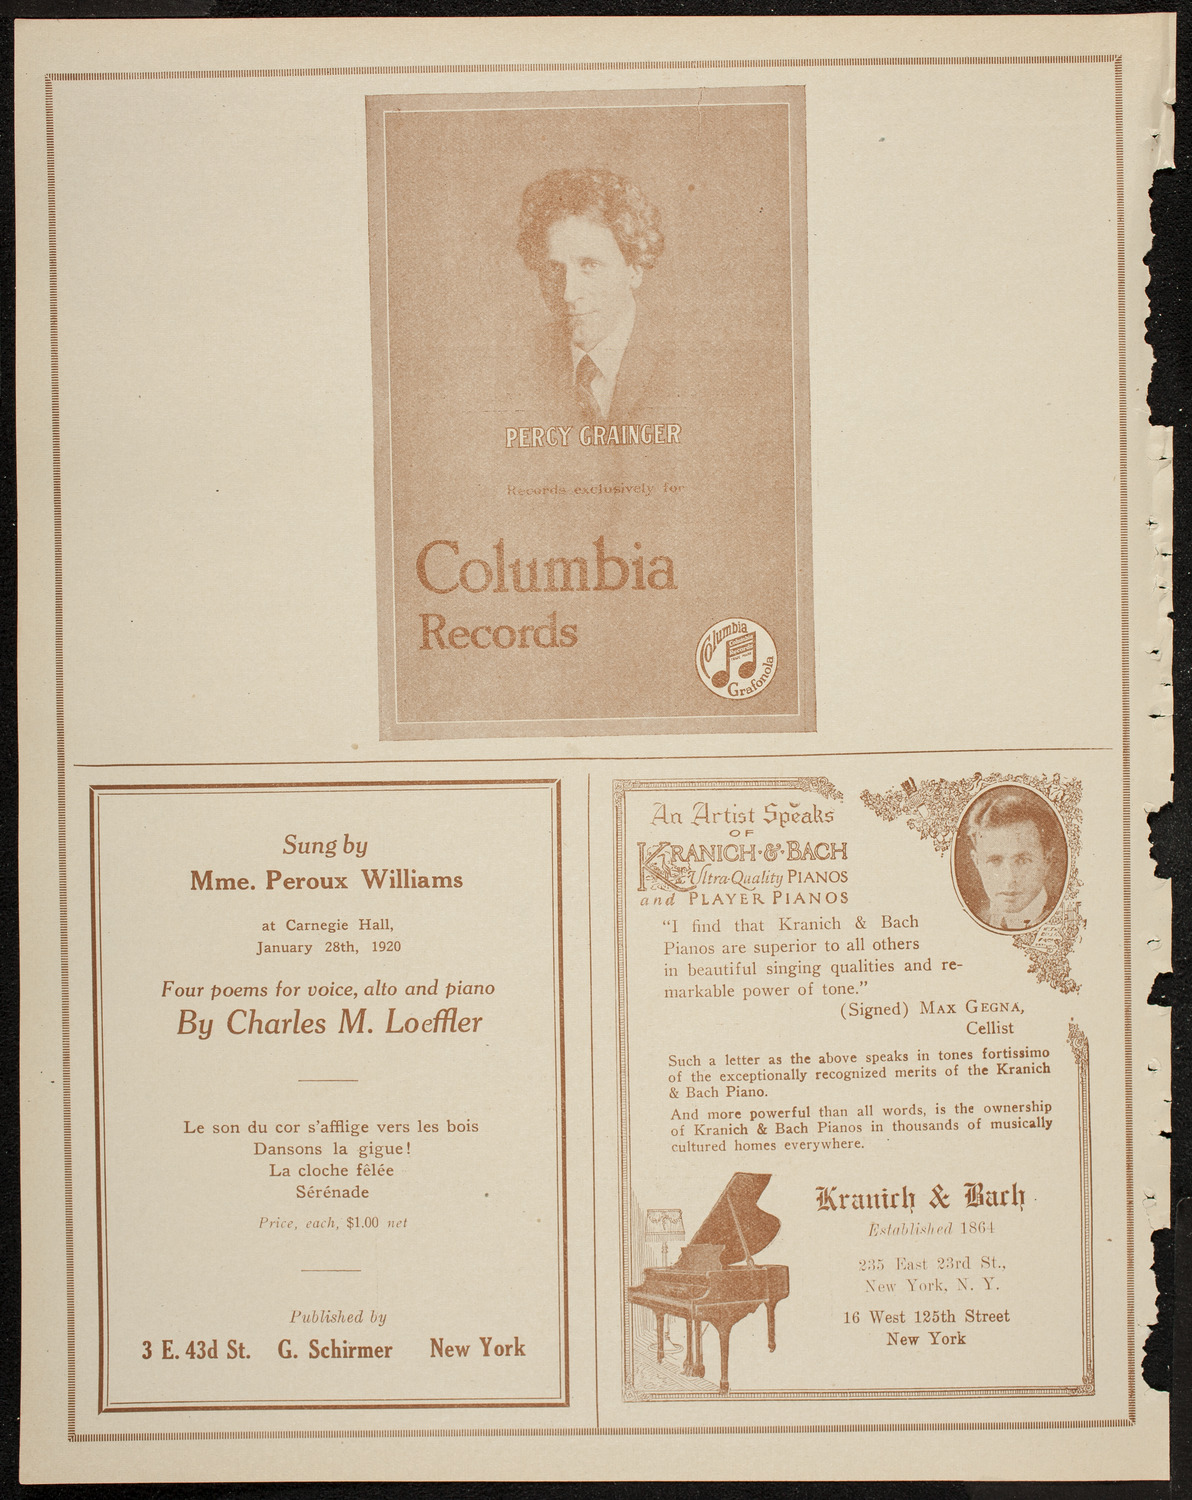 PERCY GRAINGER
Records exclusively for
Columbia
Records
Columbia
Columbia
Records
Grafonola
Sung by
Mme. Peroux Williams
at Carnegie Hall,
January 28th, 1920
Four poems for voice, alto and piano
By Charles M. Loeffler
Le son du cor s'afflige vers les bois
Dansons la gigue!
La cloche fêlée
Sérénade
Price, each, $1.00 net
Published by
3 E. 43d St. G. Schirmer New York
An Artist Speaks
OF
KRANICH·&·BACH
Ultra-Quality PIANOS
and PLAYER PIANOS
"I find that Kranich & Bach
Pianos are superior to all others
in beautiful singing qualities and re-
markable power of tone."
(Signed) MAX GEGNA,
Cellist
Such a letter as the above speaks in tones fortissimo
of the exceptionally recognized merits of the Kranich
& Bach Piano.
And more powerful than all words, is the ownership
of Kranich & Bach Pianos in thousands of musically
cultured homes everywhere.
Kranich & Bach
Established 1864
235 East 23rd St.,
New York, N. Y.
16 West 125th Street
New York